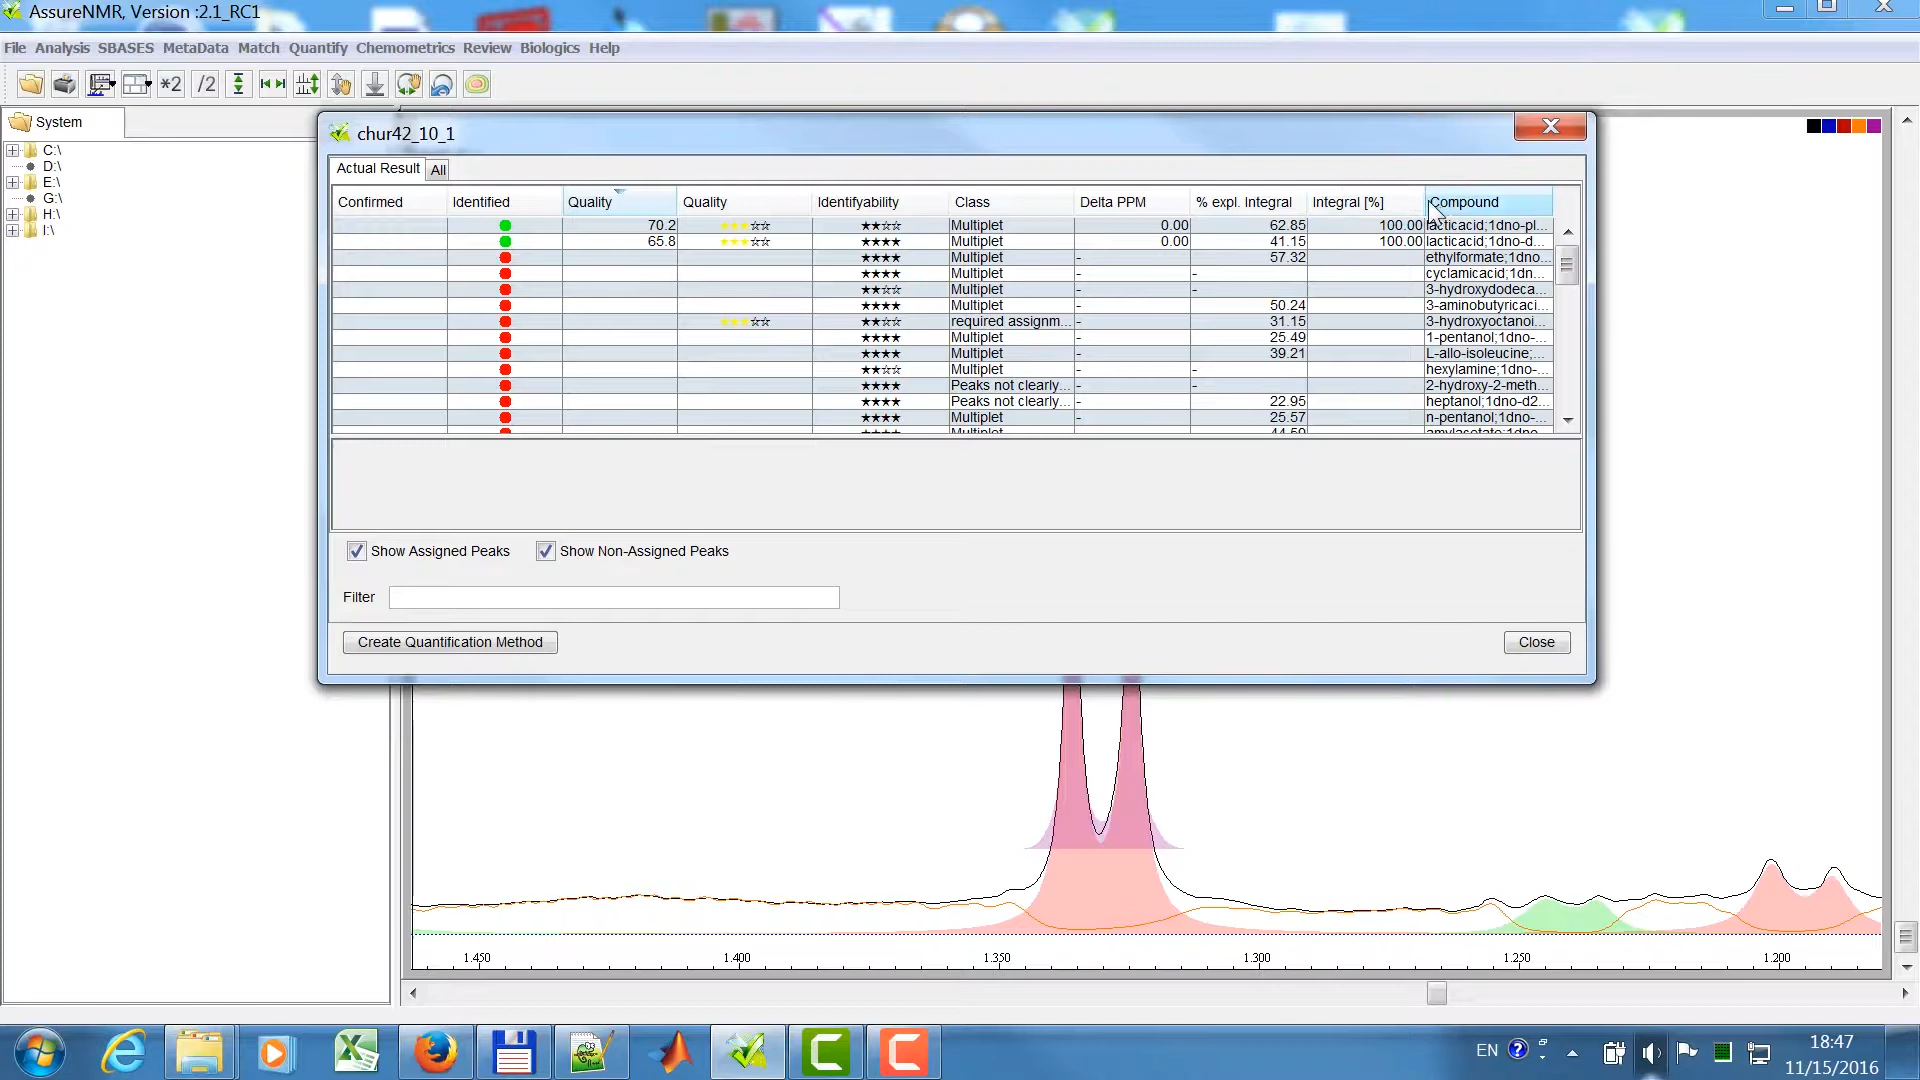 AssureNMR, Version :2.1_RC1
File Analysis SBASES MetaData Match Quantify Chemometrics Review Biologics Help
*2 /2
System
C:\
D:\
E:\
G:\
H:\
I:\
chur42_10_1
Actual Result All
Confirmed Identified Quality Quality Identifyability Class Delta PPM % expl. Integral Integral [%] Compound
70.2 Multiplet 0.00 62.85 100.00 lacticacid;1dno-pl...
65.8 Multiplet 0.00 41.15 100.00 lacticacid;1dno-d...
Multiplet - 57.32 ethylformate;1dno...
Multiplet - - cyclamicacid;1dn...
Multiplet - - 3-hydroxydodeca...
Multiplet - 50.24 3-aminobutyricaci...
required assignm... - 31.15 3-hydroxyoctanoi...
Multiplet - 25.49 1-pentanol;1dno-...
Multiplet - 39.21 L-allo-isoleucine;...
Multiplet - - hexylamine;1dno-...
Peaks not clearly... - - 2-hydroxy-2-meth...
Peaks not clearly... - 22.95 heptanol;1dno-d2...
Multiplet - 25.57 n-pentanol;1dno-...
Multiplet 44.59 amylacetate;1dno...
Show Assigned Peaks Show Non-Assigned Peaks
Filter
Create Quantification Method Close
1.450 1.400 1.350 1.300 1.250 1.200
EN
18:47
11/15/2016